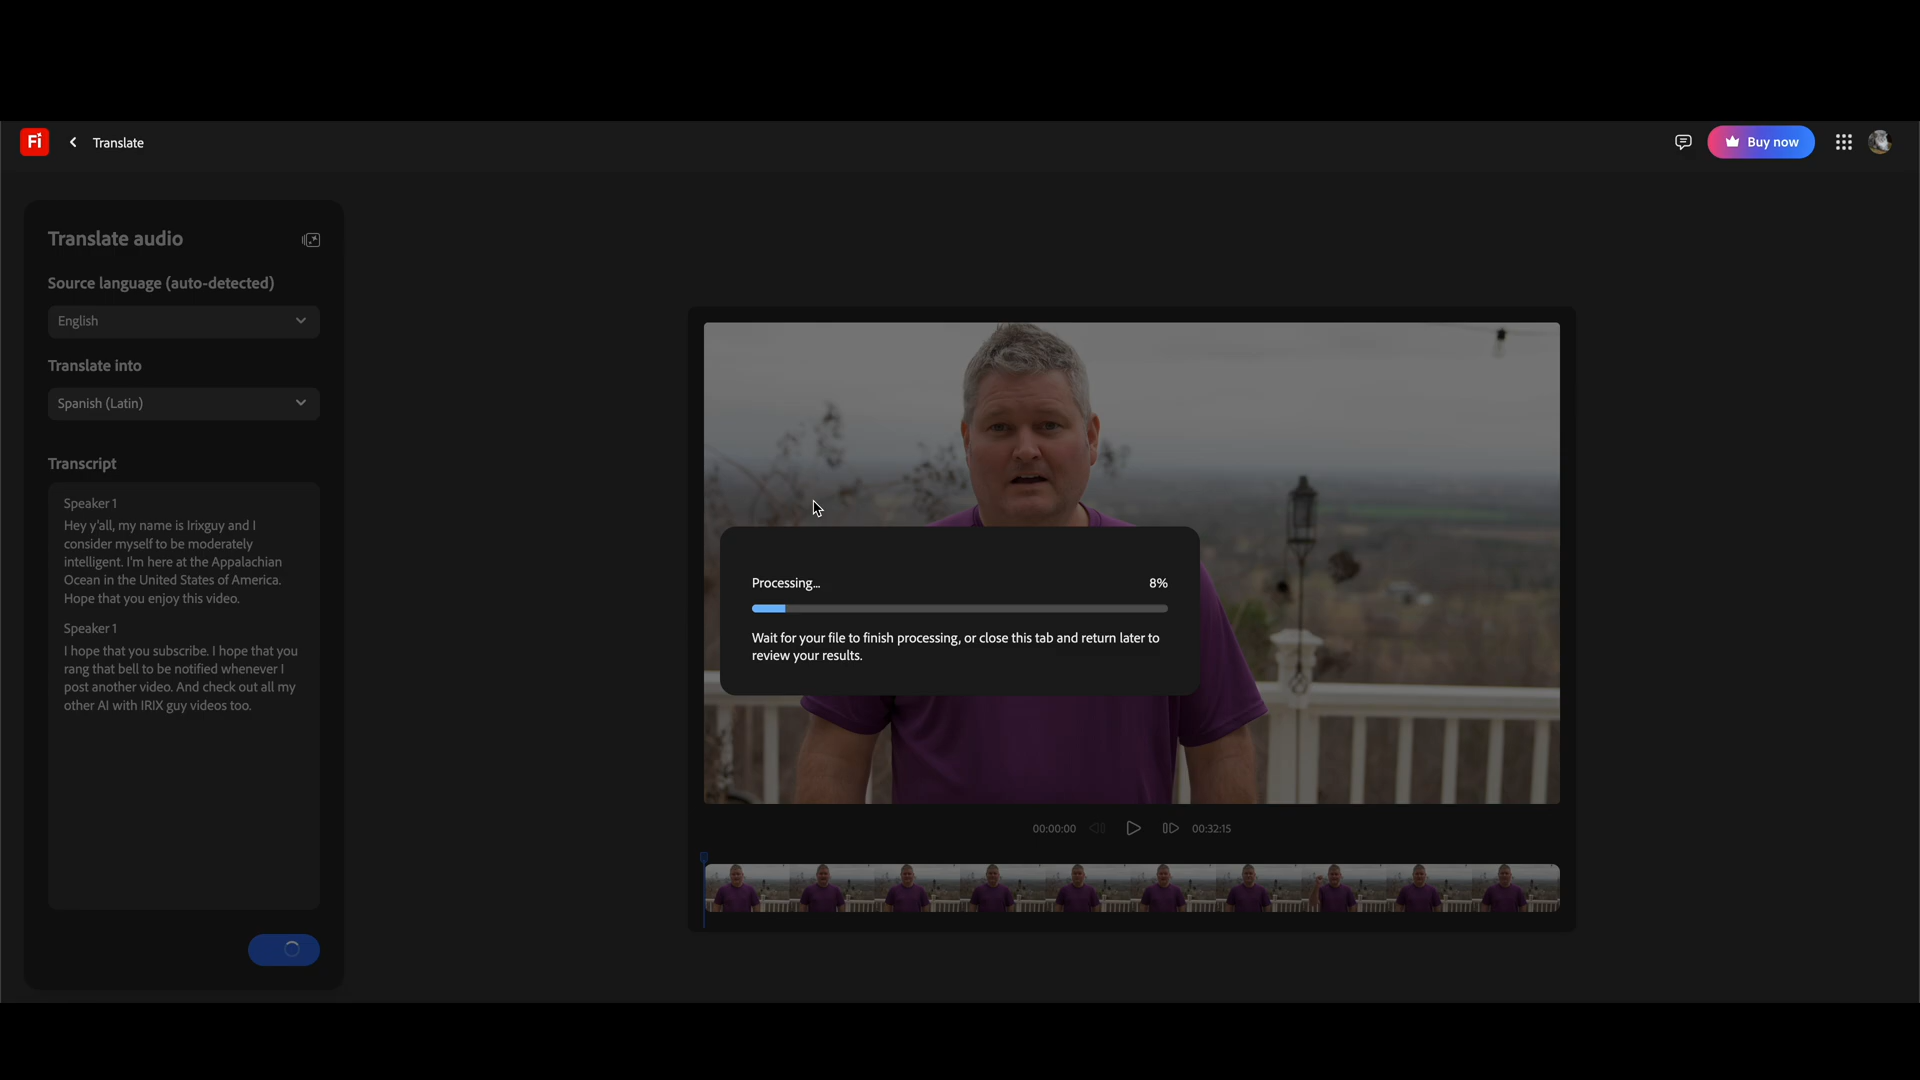 Fi
Translate
Buy now
Translate audio
Source language (auto-detected)
English
Translate into
Spanish (Latin)
Transcript
Speaker 1
Hey y'all, my name is Irixguy and I
consider myself to be moderately
intelligent. I'm here at the Appalachian
Ocean in the United States of America.
Hope that you enjoy this video.
Speaker 1
I hope that you subscribe. I hope that you
rang that bell to be notified whenever I
post another video. And check out all my
other AI with IRIX guy videos too.
Processing...
8%
Wait for your file to finish processing, or close this tab and return later to
review your results.
00:00:00
00:32:15